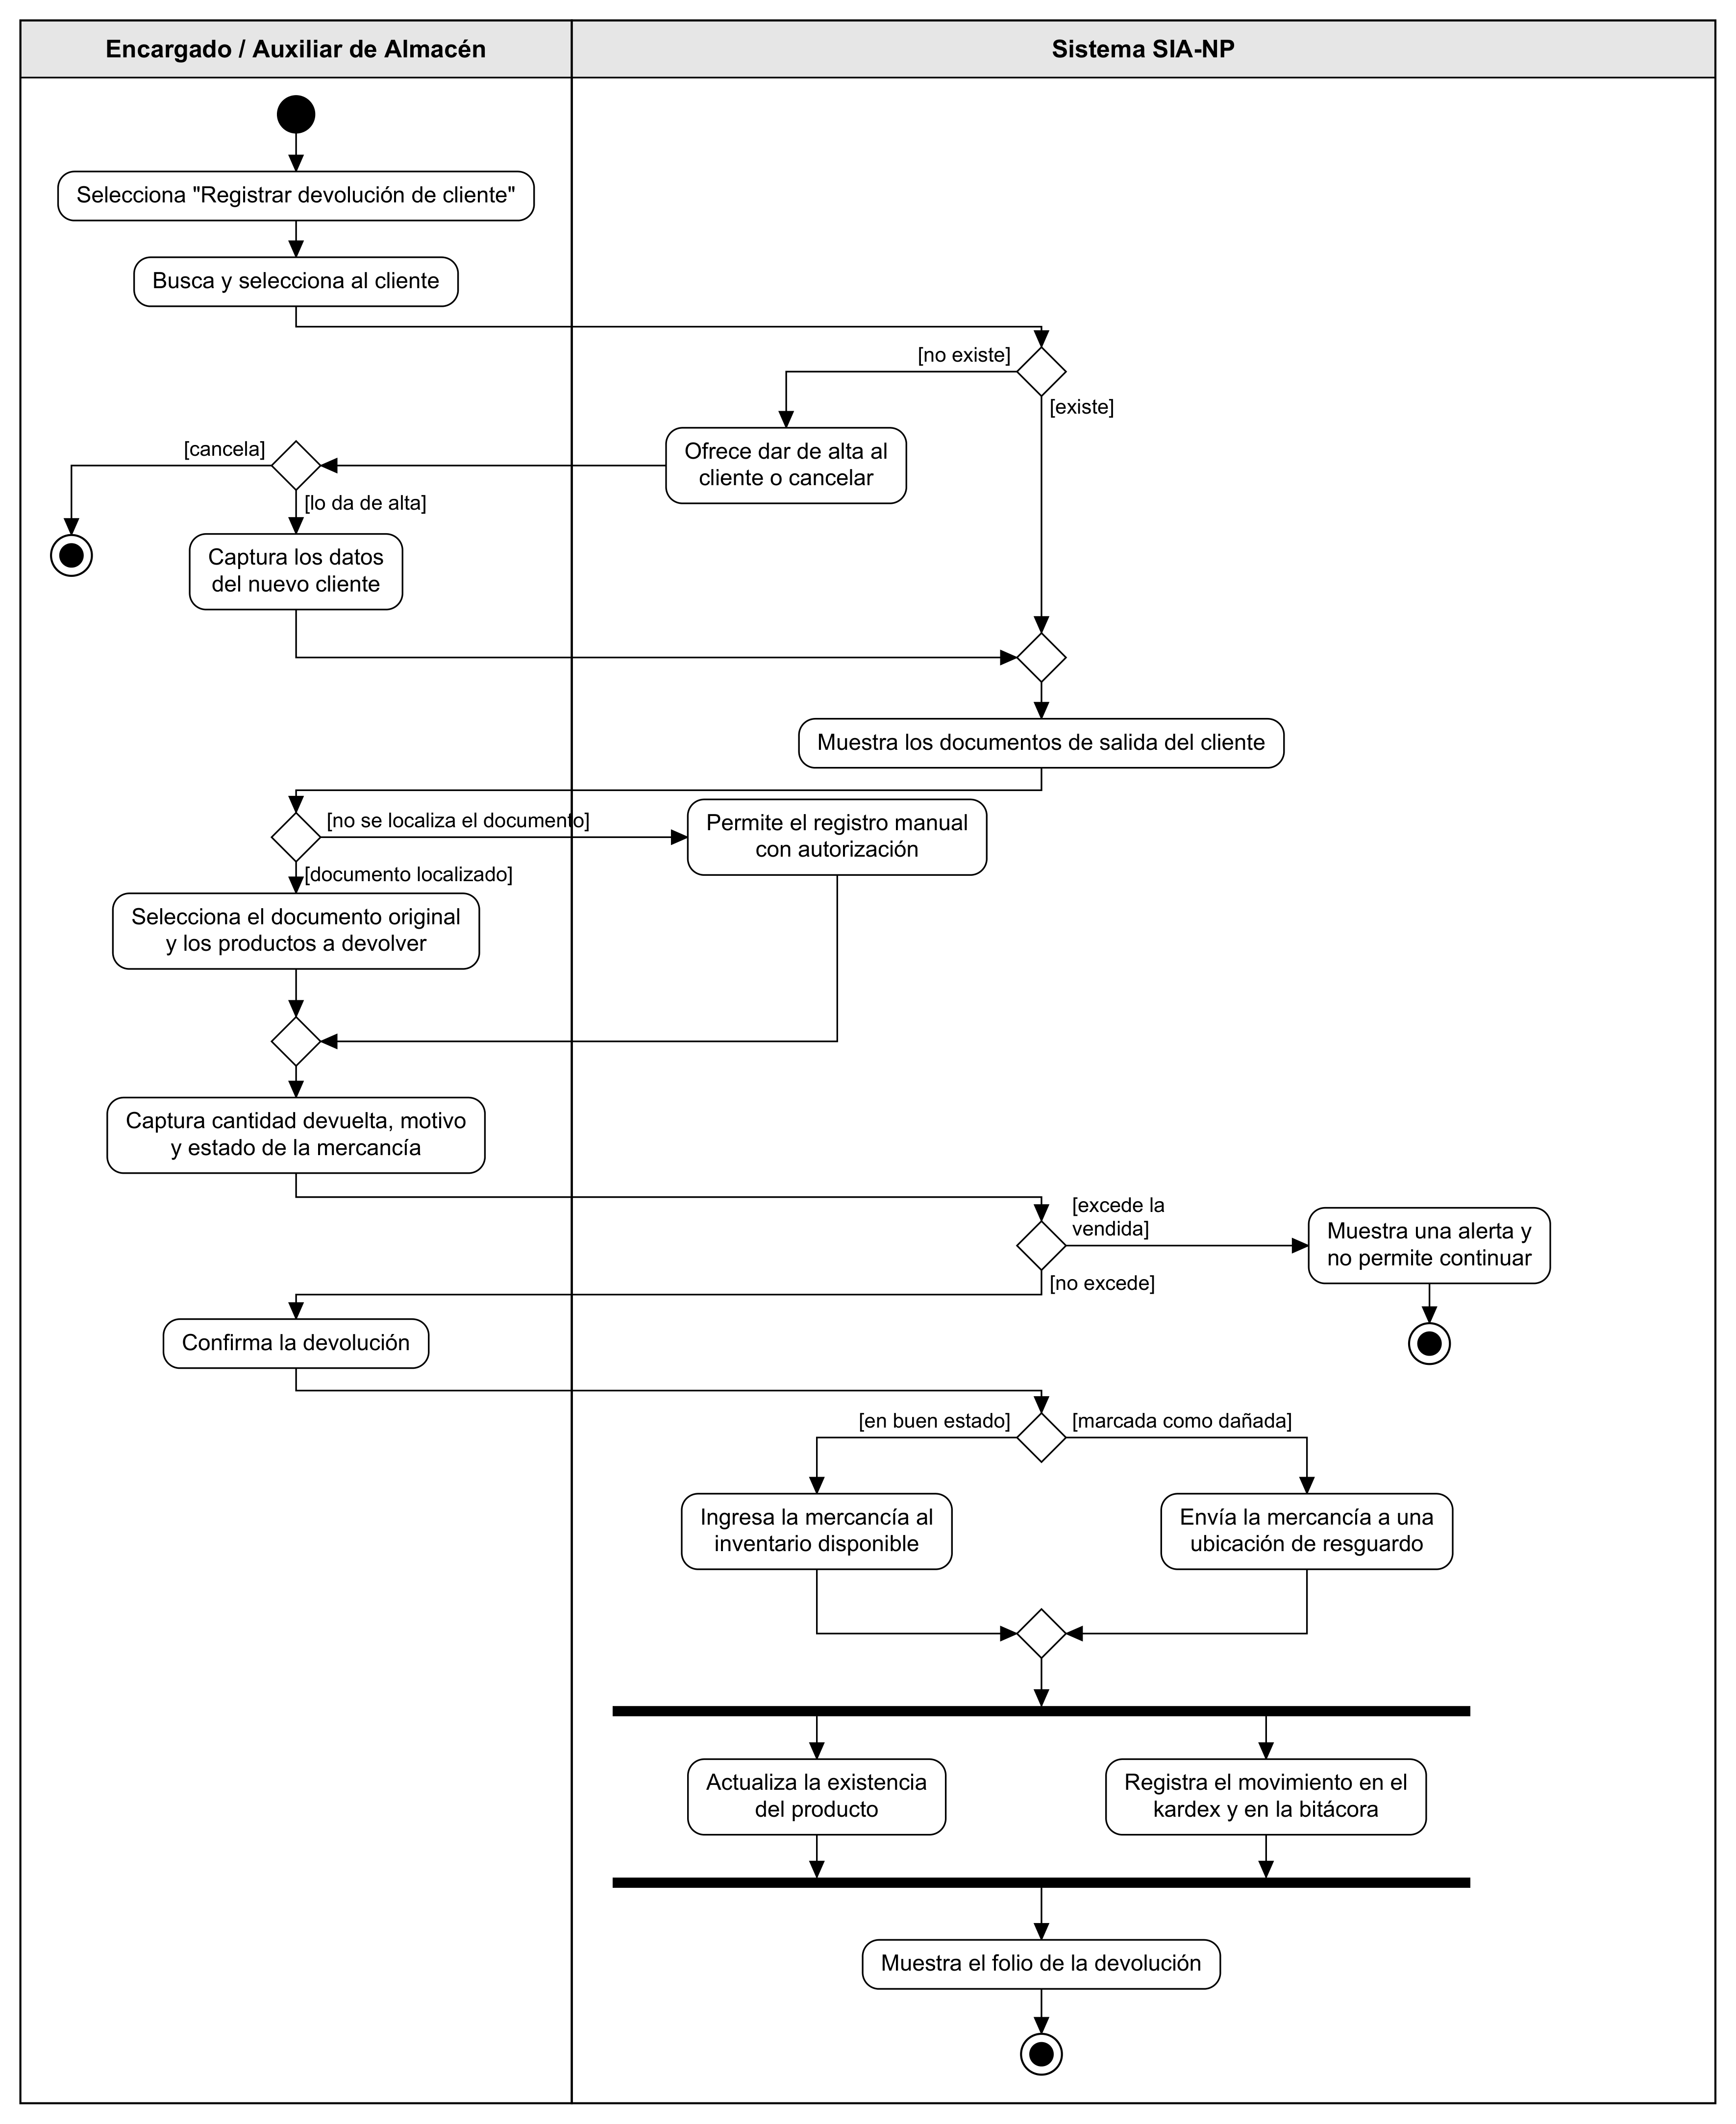 Encargado / Auxiliar de Almacén
Sistema SIA-NP
Selecciona "Registrar devolución de cliente"
Busca y selecciona al cliente
[no existe]
[existe]
Ofrece dar de alta al
cliente o cancelar
[cancela]
[lo da de alta]
Captura los datos
del nuevo cliente
Muestra los documentos de salida del cliente
[no se localiza el documento]
Permite el registro manual
con autorización
[documento localizado]
Selecciona el documento original
y los productos a devolver
Captura cantidad devuelta, motivo
y estado de la mercancía
[excede la
vendida]
Muestra una alerta y
no permite continuar
[no excede]
Confirma la devolución
[en buen estado]
[marcada como dañada]
Ingresa la mercancía al
inventario disponible
Envía la mercancía a una
ubicación de resguardo
Actualiza la existencia
del producto
Registra el movimiento en el
kardex y en la bitácora
Muestra el folio de la devolución